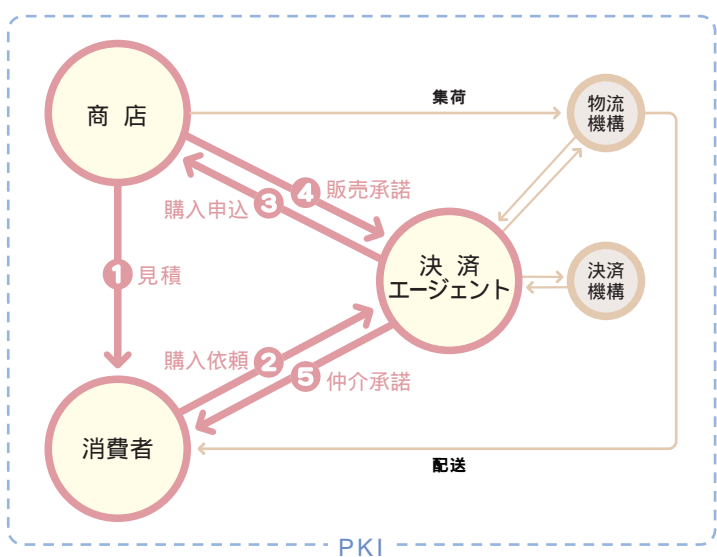 商店
集荷
物流
機構
④販売承諾
購入申込③
①見積
決済
エージェント
決済
機構
購入依頼②
⑤仲介承諾
消費者
配送
PKI